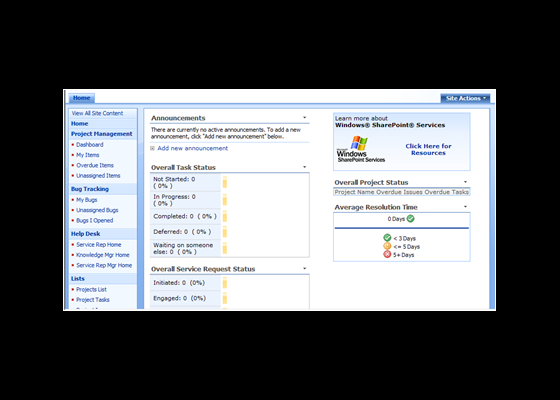 Home
Site Actions
View All Site Content
Home
Project Management
Dashboard
My Items
Overdue Items
Unassigned Items
Bug Tracking
My Bugs
Unassigned Bugs
Bugs I Opened
Help Desk
Service Rep Home
Knowledge Mgr Home
Service Rep Mgr Home
Lists
Projects List
Project Tasks
Announcements
There are currently no active announcements. To add a new
announcement, click "Add new announcement" below.
Add new announcement
Overall Task Status
Not Started: 0
( 0% )
In Progress: 0
( 0% )
Completed: 0 ( 0% )
Deferred: 0 ( 0% )
Waiting on someone
else: 0 ( 0% )
Overall Service Request Status
Initiated: 0 (0%)
Engaged: 0 (0%)
Learn more about
Windows® SharePoint® Services
Windows
SharePoint Services
Click Here for
Resources
Overall Project Status
Project Name Overdue Issues Overdue Tasks
Average Resolution Time
0 Days
< 3 Days
<= 5 Days
5+ Days